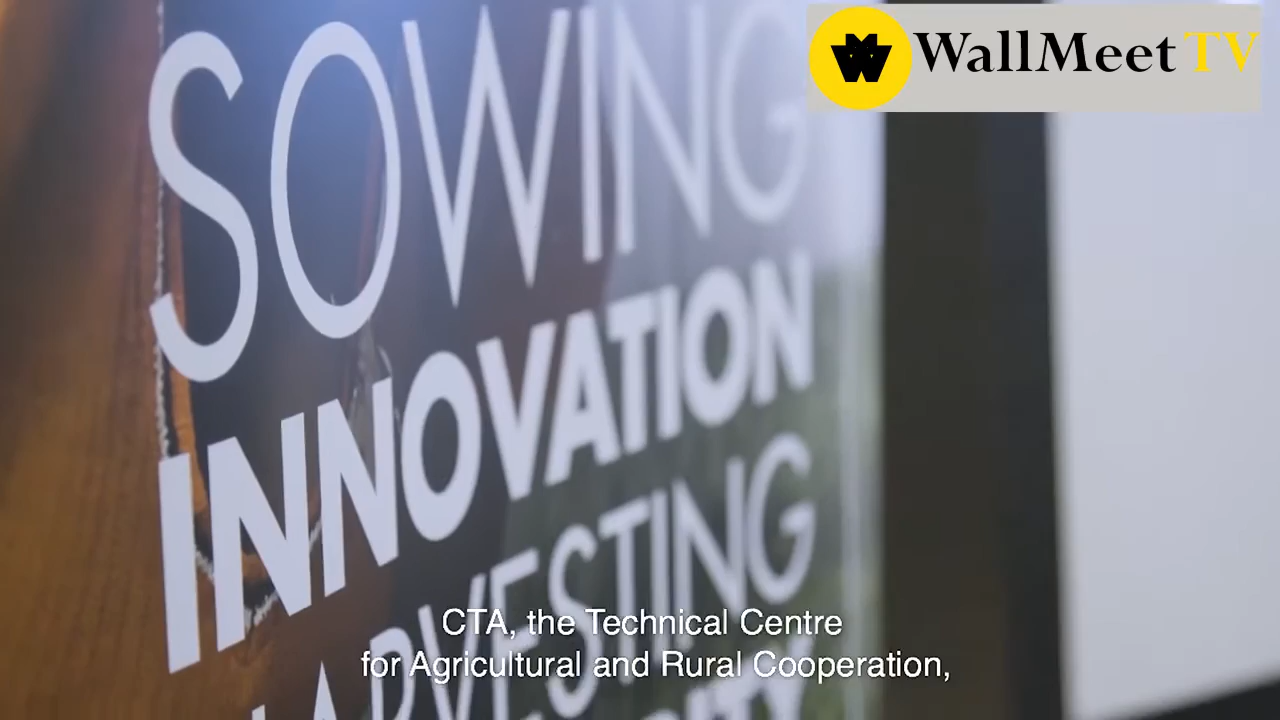 WallMeet TV
SOWING
INNOVATION
HARVESTING
CTA, the Technical Centre
for Agricultural and Rural Cooperation,